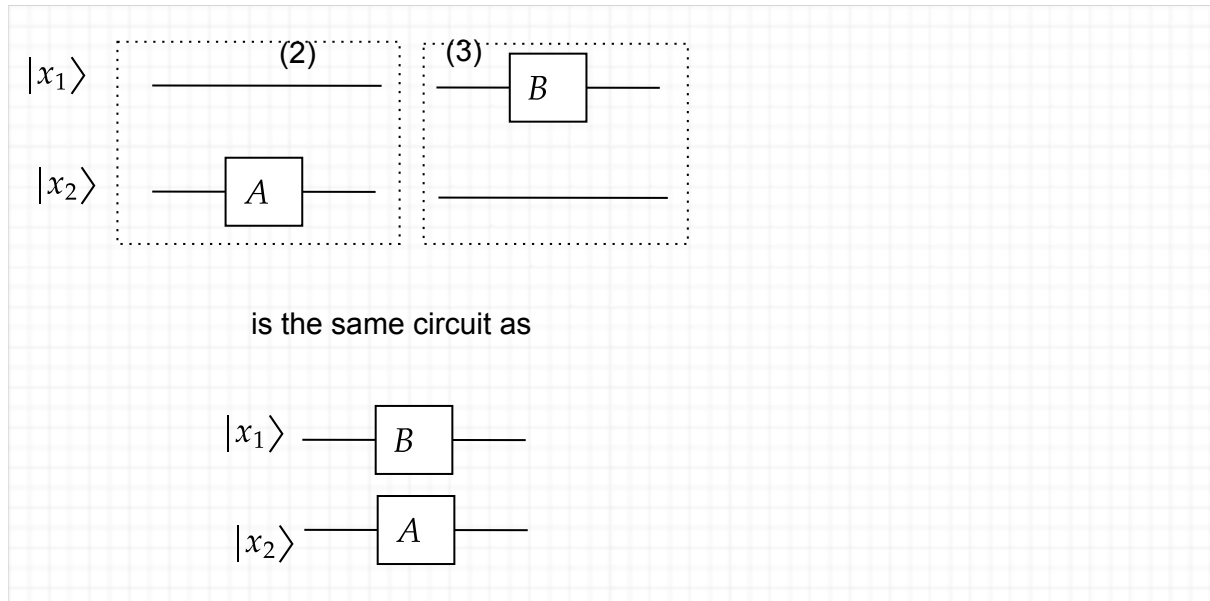 (2) (3)
|x₁⟩ B
|x₂⟩ A
is the same circuit as
|x₁⟩ B
|x₂⟩ A